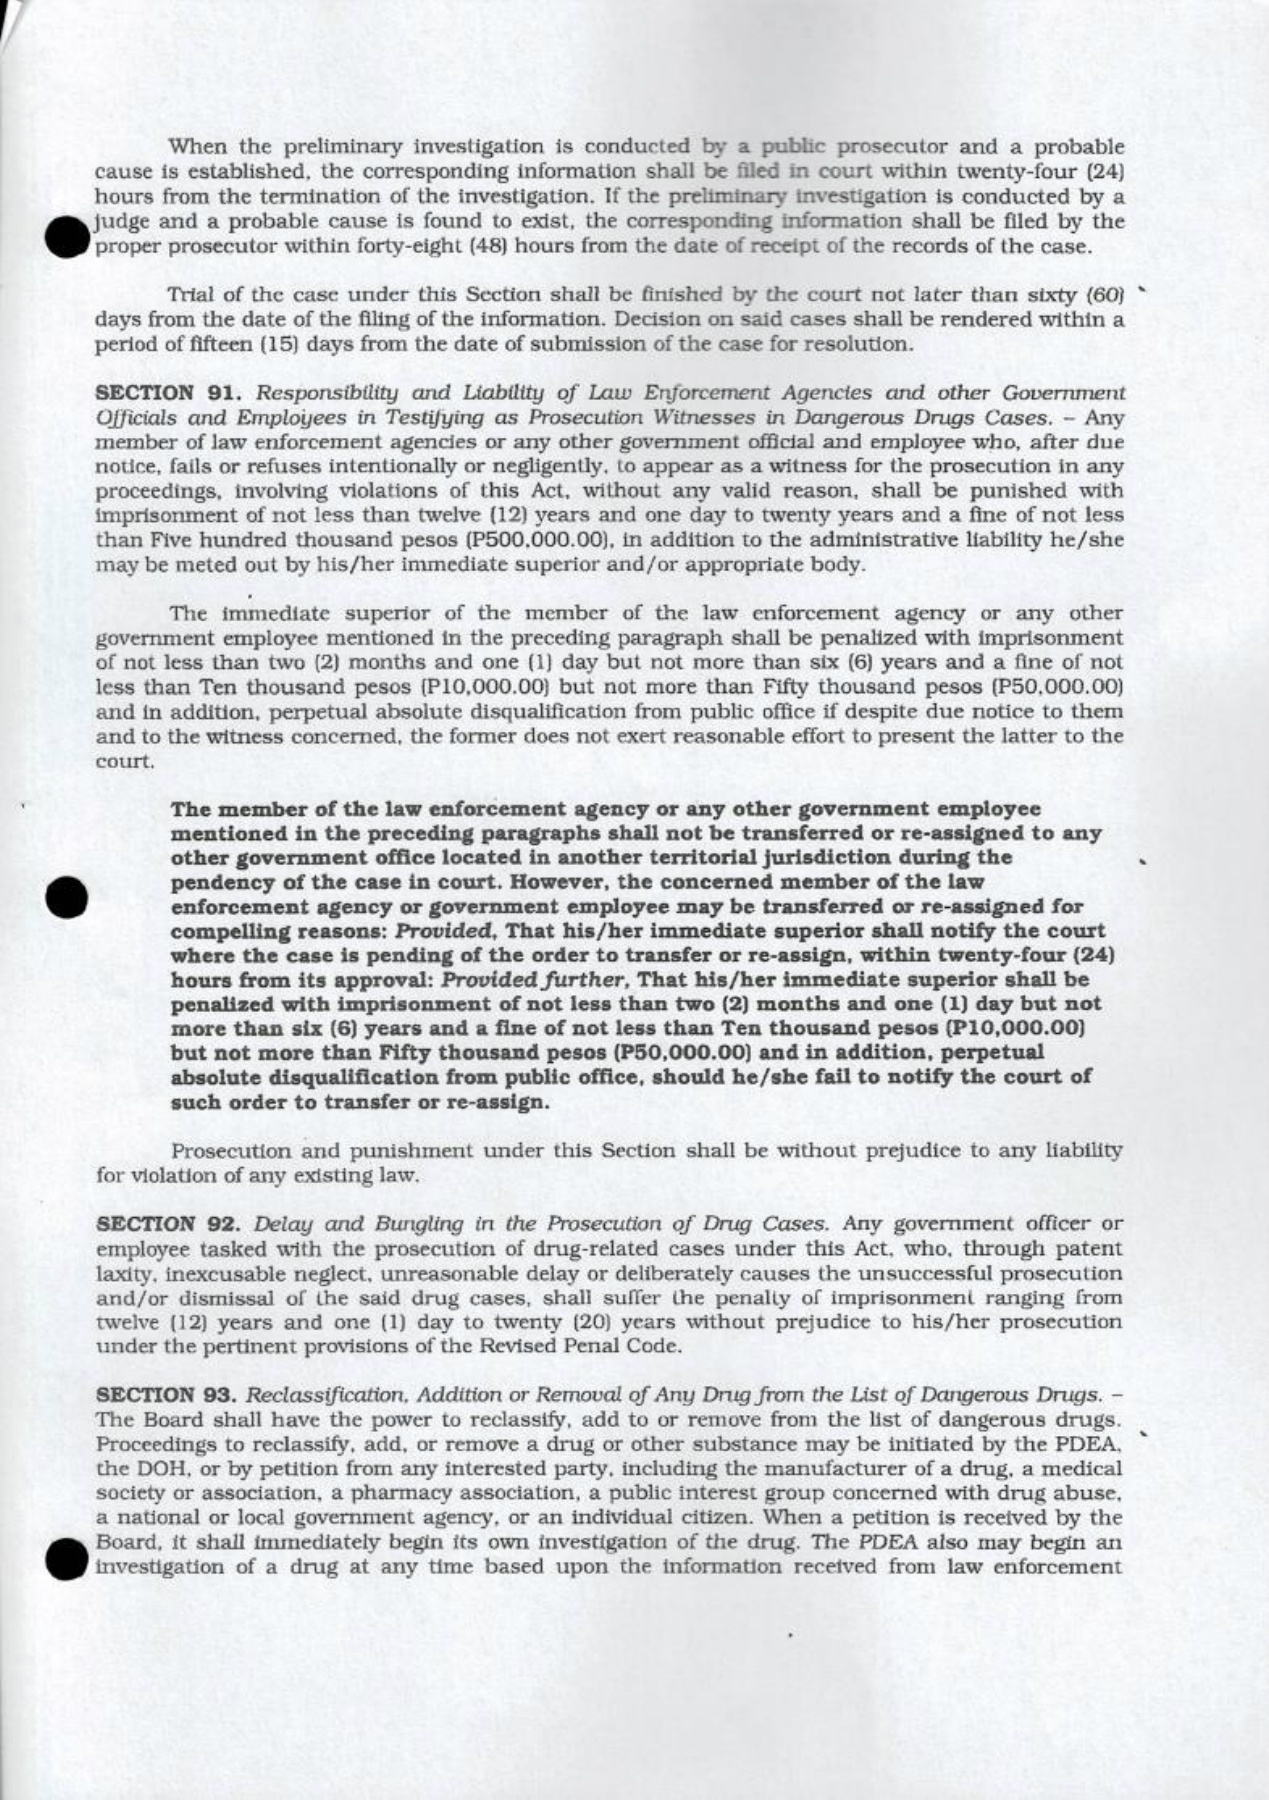 When the preliminary investigation is conducted by a public prosecutor and a probable
cause is established, the corresponding information shall be filed in court within twenty-four (24)
hours from the termination of the investigation. If the preliminary investigation is conducted by a
judge and a probable cause is found to exist, the corresponding information shall be filed by the
proper prosecutor within forty-eight (48) hours from the date of receipt of the records of the case.
Trial of the case under this Section shall be finished by the court not later than sixty (60)
days from the date of the filing of the information. Decision on said cases shall be rendered within a
period of fifteen (15) days from the date of submission of the case for resolution.
SECTION 91. Responsibility and Liability of Law Enforcement Agencies and other Government
Officials and Employees in Testifying as Prosecution Witnesses in Dangerous Drugs Cases. – Any
member of law enforcement agencies or any other government official and employee who, after due
notice, fails or refuses intentionally or negligently, to appear as a witness for the prosecution in any
proceedings, involving violations of this Act, without any valid reason, shall be punished with
imprisonment of not less than twelve (12) years and one day to twenty years and a fine of not less
than Five hundred thousand pesos (P500,000.00), in addition to the administrative liability he/she
may be meted out by his/her immediate superior and/or appropriate body.
The immediate superior of the member of the law enforcement agency or any other
government employee mentioned in the preceding paragraph shall be penalized with imprisonment
of not less than two (2) months and one (1) day but not more than six (6) years and a fine of not
less than Ten thousand pesos (P10,000.00) but not more than Fifty thousand pesos (P50,000.00)
and in addition, perpetual absolute disqualification from public office if despite due notice to them
and to the witness concerned, the former does not exert reasonable effort to present the latter to the
court.
The member of the law enforcement agency or any other government employee
mentioned in the preceding paragraphs shall not be transferred or re-assigned to any
other government office located in another territorial jurisdiction during the
pendency of the case in court. However, the concerned member of the law
enforcement agency or government employee may be transferred or re-assigned for
compelling reasons: Provided, That his/her immediate superior shall notify the court
where the case is pending of the order to transfer or re-assign, within twenty-four (24)
hours from its approval: Provided further, That his/her immediate superior shall be
penalized with imprisonment of not less than two (2) months and one (1) day but not
more than six (6) years and a fine of not less than Ten thousand pesos (P10,000.00)
but not more than Fifty thousand pesos (P50,000.00) and in addition, perpetual
absolute disqualification from public office, should he/she fail to notify the court of
such order to transfer or re-assign.
Prosecution and punishment under this Section shall be without prejudice to any liability
for violation of any existing law.
SECTION 92. Delay and Bungling in the Prosecution of Drug Cases. Any government officer or
employee tasked with the prosecution of drug-related cases under this Act, who, through patent
laxity, inexcusable neglect, unreasonable delay or deliberately causes the unsuccessful prosecution
and/or dismissal of the said drug cases, shall suffer the penalty of imprisonment ranging from
twelve (12) years and one (1) day to twenty (20) years without prejudice to his/her prosecution
under the pertinent provisions of the Revised Penal Code.
SECTION 93. Reclassification, Addition or Removal of Any Drug from the List of Dangerous Drugs. –
The Board shall have the power to reclassify, add to or remove from the list of dangerous drugs.
Proceedings to reclassify, add, or remove a drug or other substance may be initiated by the PDEA,
the DOH, or by petition from any interested party, including the manufacturer of a drug, a medical
society or association, a pharmacy association, a public interest group concerned with drug abuse,
a national or local government agency, or an individual citizen. When a petition is received by the
Board, it shall immediately begin its own investigation of the drug. The PDEA also may begin an
investigation of a drug at any time based upon the information received from law enforcement